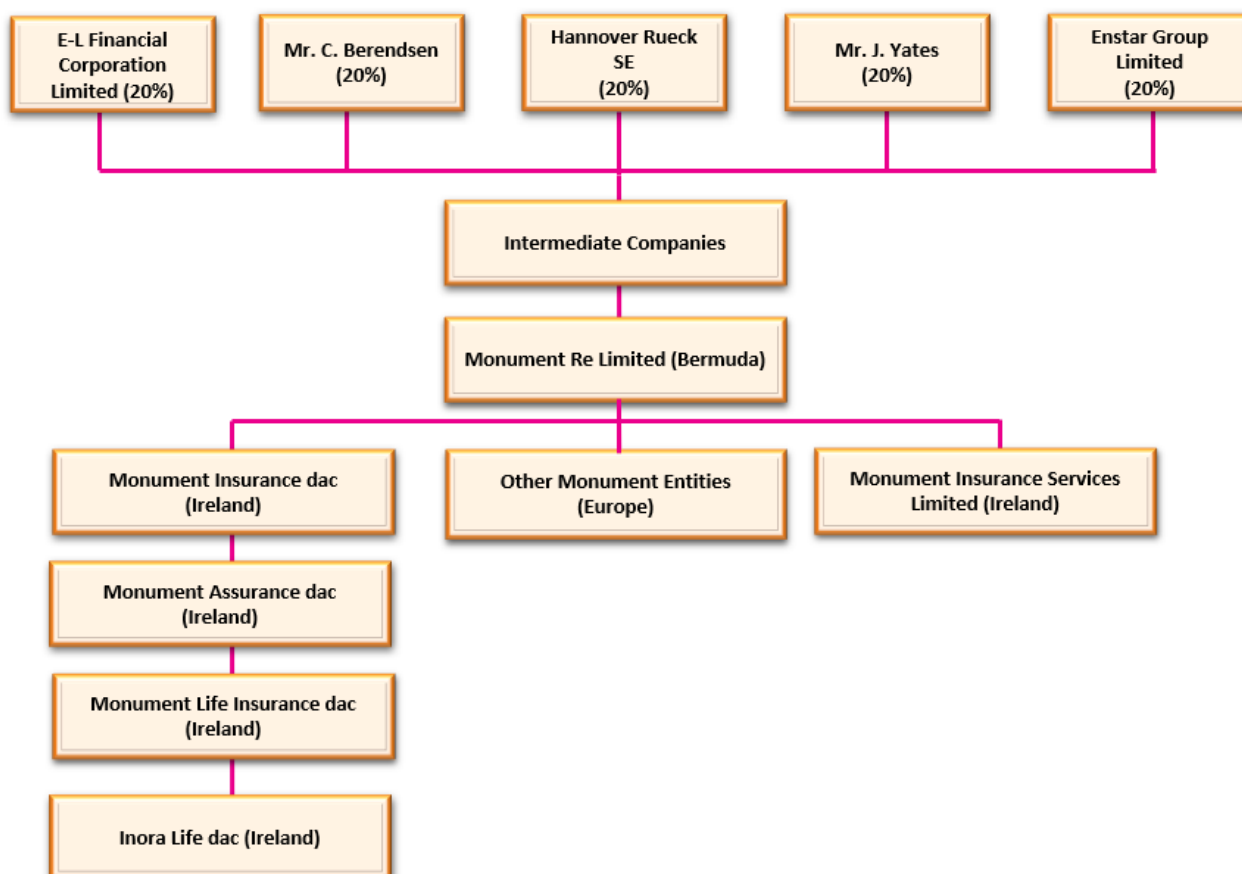 E-L Financial
Corporation
Limited (20%)
Mr. C. Berendsen
(20%)
Hannover Rueck
SE
(20%)
Mr. J. Yates
(20%)
Enstar Group
Limited
(20%)
Intermediate Companies
Monument Re Limited (Bermuda)
Monument Insurance dac
(Ireland)
Other Monument Entities
(Europe)
Monument Insurance Services
Limited (Ireland)
Monument Assurance dac
(Ireland)
Monument Life Insurance dac
(Ireland)
Inora Life dac (Ireland)